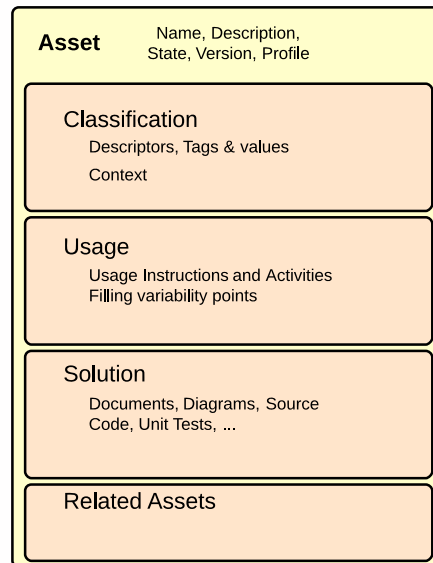 Asset
Name, Description,
State, Version, Profile
Classification
Descriptors, Tags & values
Context
Usage
Usage Instructions and Activities
Filling variability points
Solution
Documents, Diagrams, Source
Code, Unit Tests, ...
Related Assets